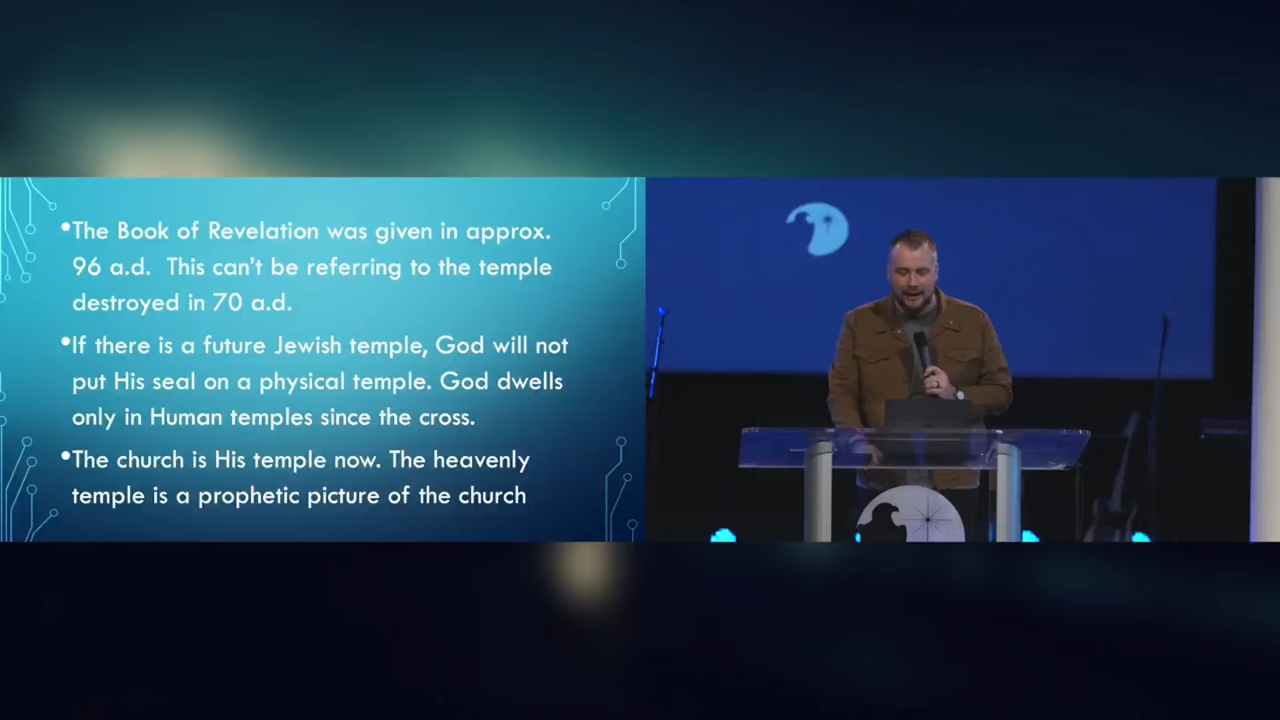 •The Book of Revelation was given in approx.
96 a.d. This can't be referring to the temple
destroyed in 70 a.d.
•If there is a future Jewish temple, God will not
put His seal on a physical temple. God dwells
only in Human temples since the cross.
•The church is His temple now. The heavenly
temple is a prophetic picture of the church